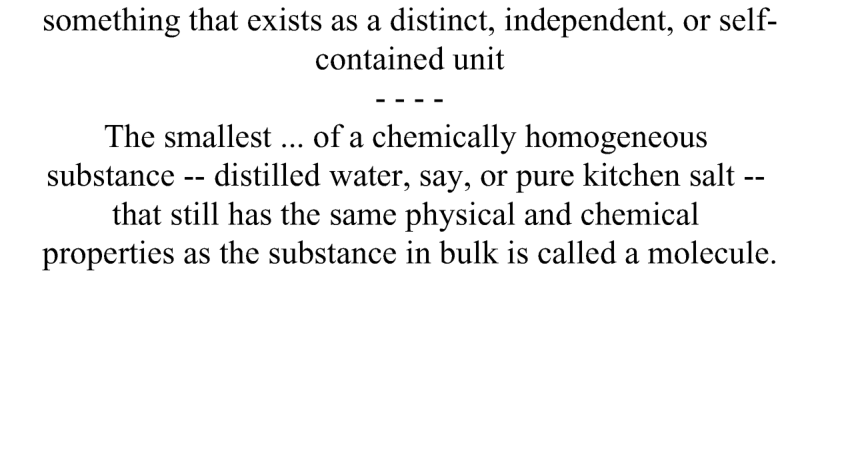 something that exists as a distinct, independent, or self-
contained unit
- - - -
The smallest ... of a chemically homogeneous
substance -- distilled water, say, or pure kitchen salt --
that still has the same physical and chemical
properties as the substance in bulk is called a molecule.